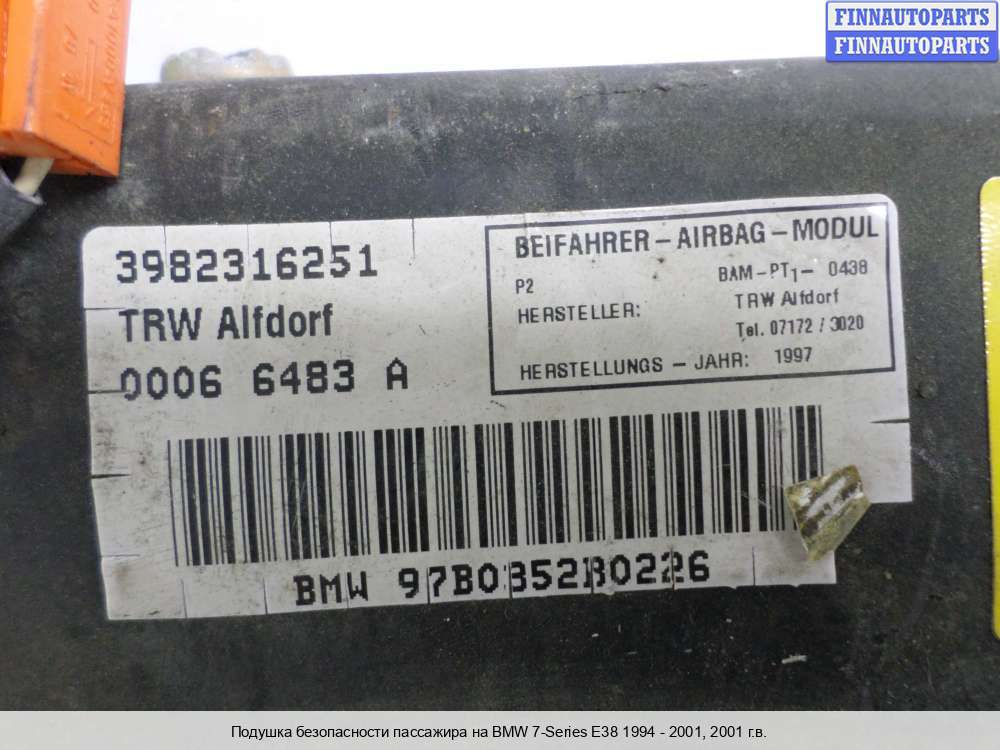 FINNAUTOPARTS
FINNAUTOPARTS
3982316251
TRW Alfdorf
0006 6483 A
BEIFAHRER - AIRBAG - MODUL
P2 BAM-PT1- 0438
HERSTELLER: TRW Alfdorf
Tel. 07172 / 3020
HERSTELLUNGS - JAHR: 1997
BMW 97B0352B0226
Подушка безопасности пассажира на BMW 7-Series E38 1994 - 2001, 2001 г.в.